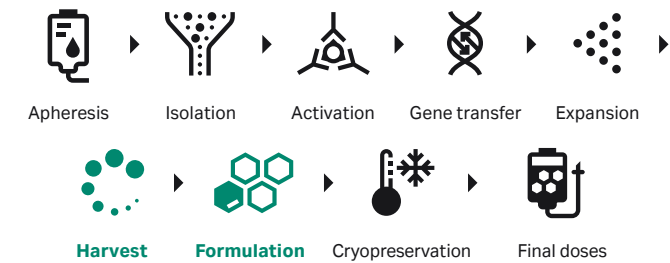 Apheresis Isolation Activation Gene transfer Expansion
Harvest Formulation Cryopreservation Final doses